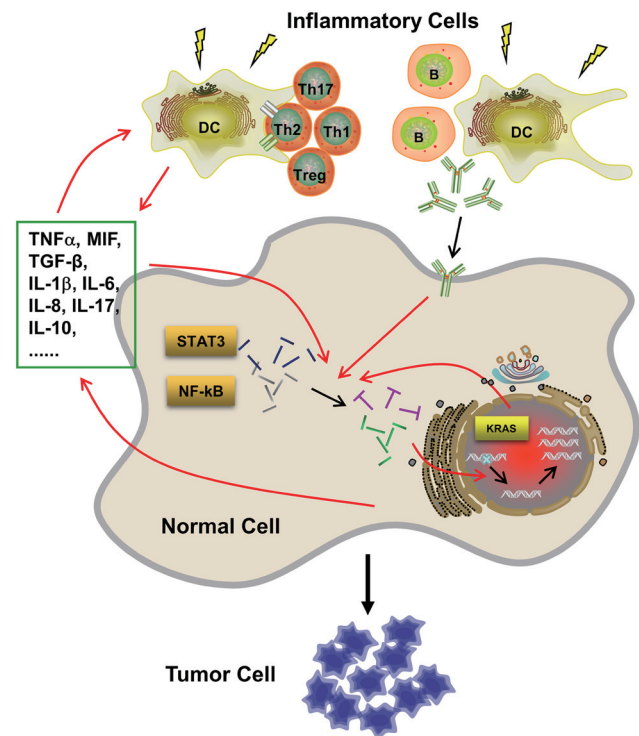 Inflammatory Cells
Th17
DC
Th2
Th1
Treg
B
B
DC
TNFα, MIF,
TGF-β,
IL-1β, IL-6,
IL-8, IL-17,
IL-10,
......
STAT3
NF-kB
KRAS
Normal Cell
Tumor Cell